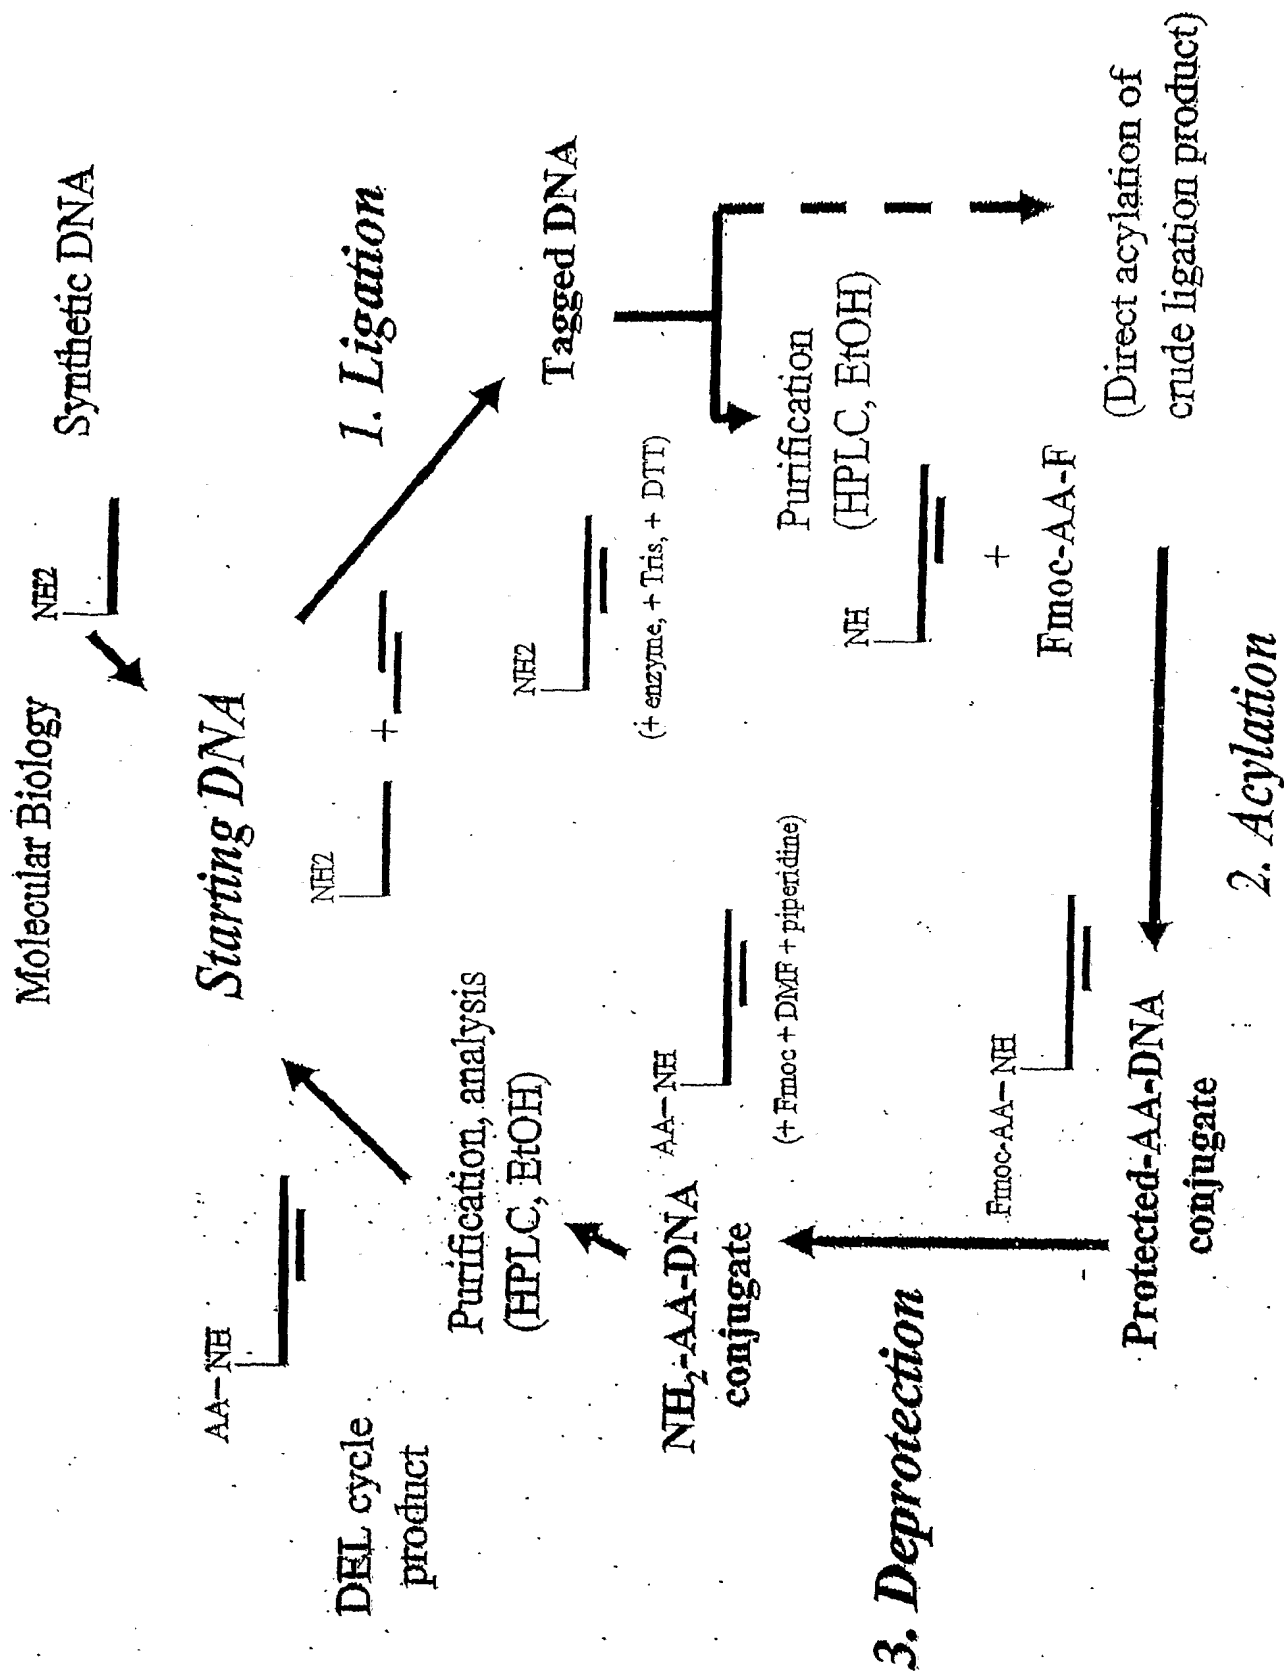 Molecular Biology
NH2
Synthetic DNA
Starting DNA
NH2
+
1. Ligation
Tagged DNA
NH2
(+ enzyme, + Tris, + DTT)
Purification
(HPLC, EtOH)
NH
+
Fmoc-AA-F
(Direct acylation of
crude ligation product)
2. Acylation
Fmoc-AA-NH
Protected-AA-DNA
conjugate
3. Deprotection
AA-NH
(+ Fmoc + DMF + piperidine)
NH2-AA-DNA
conjugate
Purification, analysis
(HPLC, EtOH)
AA-NH
DEL cycle
product